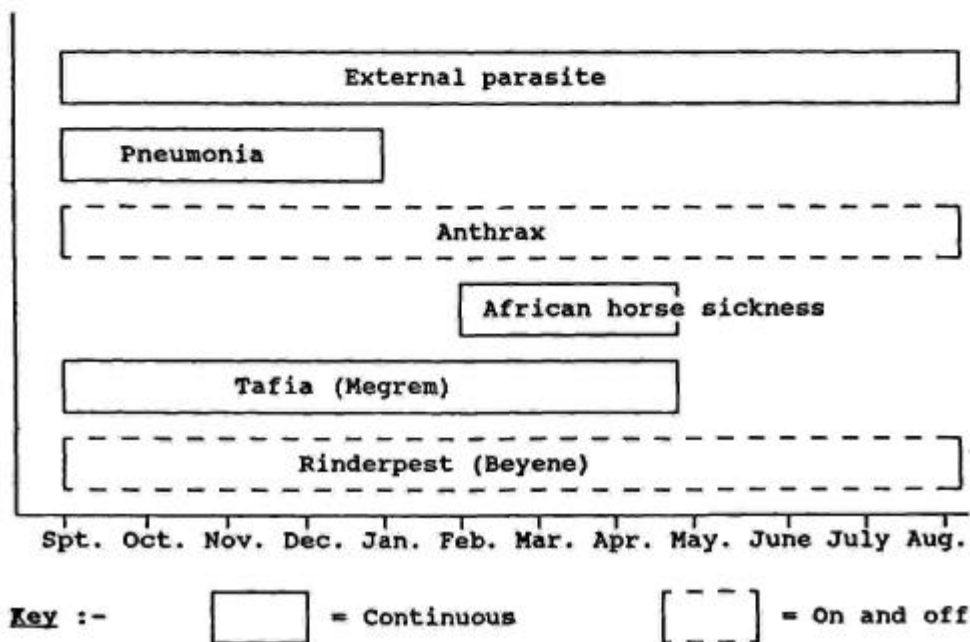 External parasite
Pneumonia
Anthrax
African horse sickness
Tafia (Megrem)
Rinderpest (Beyene)
Spt. Oct. Nov. Dec. Jan. Feb. Mar. Apr. May. June July Aug.
Key :- = Continuous = On and off